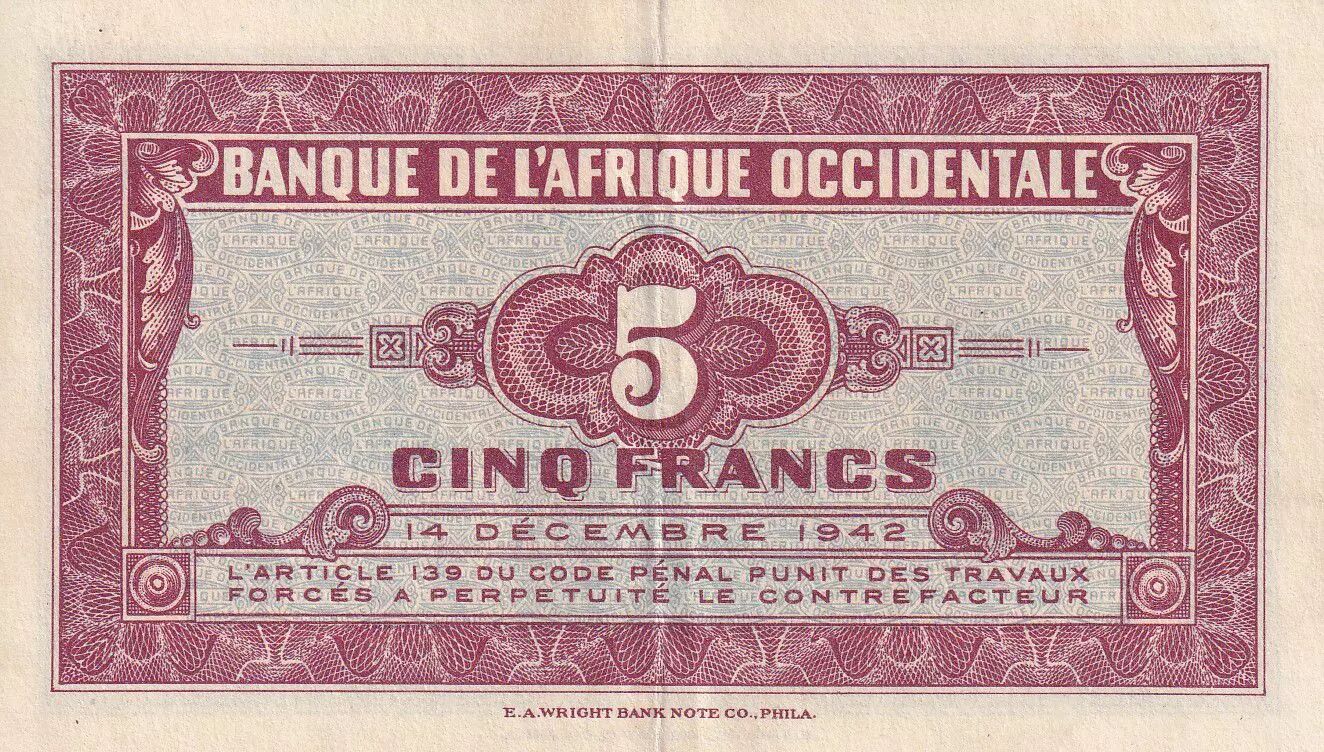 BANQUE DE L'AFRIQUE OCCIDENTALE
5
CINQ FRANCS
14 DÉCEMBRE 1942
L'ARTICLE 139 DU CODE PÉNAL PUNIT DES TRAVAUX
FORCÉS A PERPETUITÉ LE CONTREFACTEUR
E.A.WRIGHT BANK NOTE CO., PHILA.